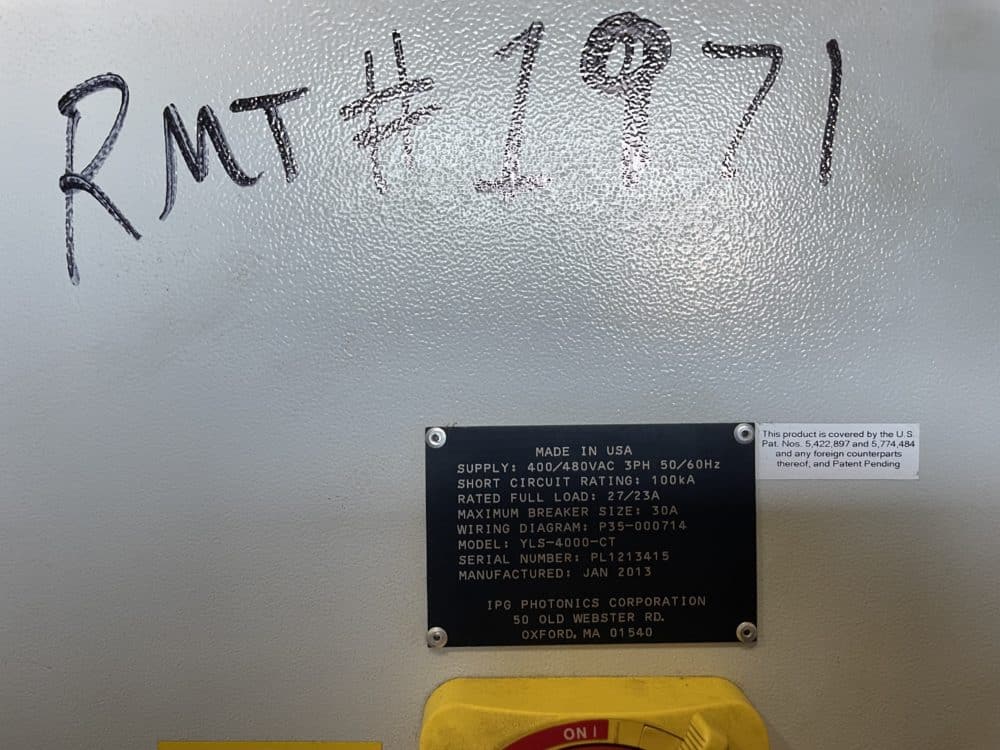 RMT #1971
MADE IN USA
SUPPLY: 400/480VAC 3PH 50/60Hz
SHORT CIRCUIT RATING: 100kA
RATED FULL LOAD: 27/23A
MAXIMUM BREAKER SIZE: 30A
WIRING DIAGRAM: P35-000714
MODEL: YLS-4000-CT
SERIAL NUMBER: PL1213415
MANUFACTURED: JAN 2013
IPG PHOTONICS CORPORATION
50 OLD WEBSTER RD.
OXFORD, MA 01540
This product is covered by the U.S.
Pat. Nos. 5,422,897 and 5,774,484
and any foreign counterparts
thereof, and Patent Pending
ON I